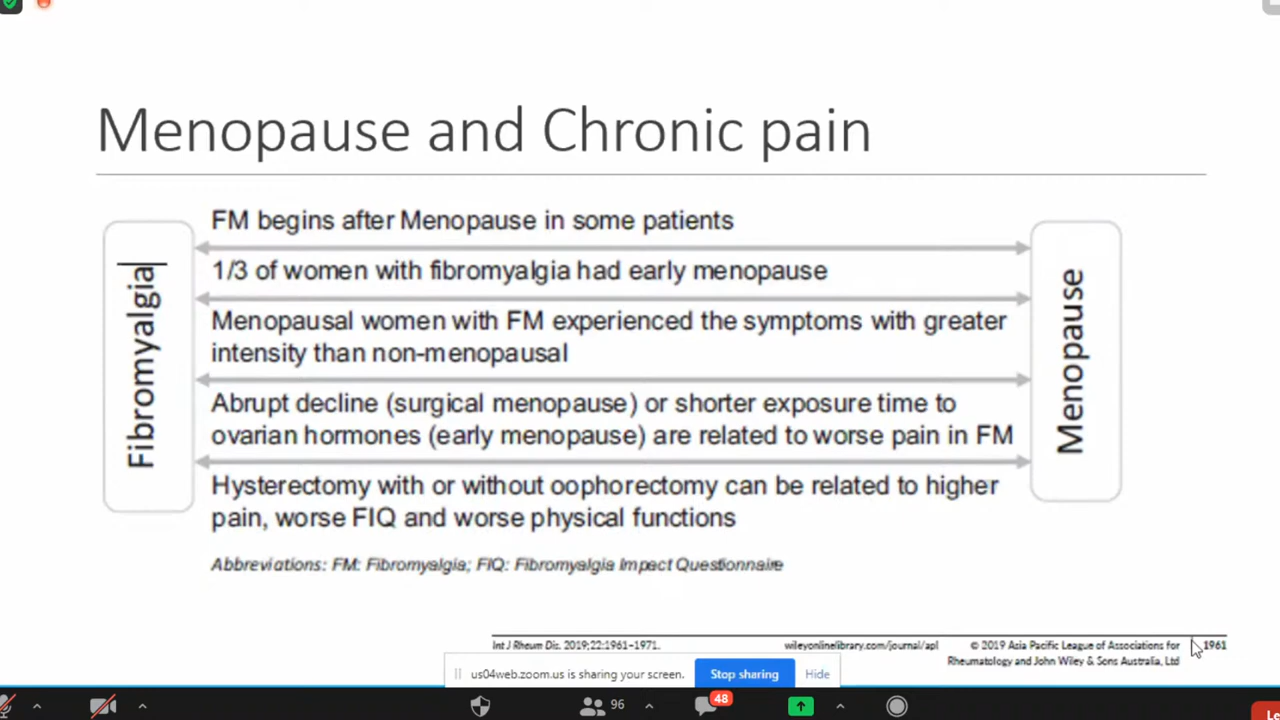 Menopause and Chronic pain
Fibromyalgia
FM begins after Menopause in some patients
1/3 of women with fibromyalgia had early menopause
Menopausal women with FM experienced the symptoms with greater
intensity than non-menopausal
Abrupt decline (surgical menopause) or shorter exposure time to
ovarian hormones (early menopause) are related to worse pain in FM
Hysterectomy with or without oophorectomy can be related to higher
pain, worse FIQ and worse physical functions
Menopause
Abbreviations: FM: Fibromyalgia; FIQ: Fibromyalgia Impact Questionnaire
Int J Rheum Dis. 2019;22:1961–1971.
wileyonlinelibrary.com/journal/apl
© 2019 Asia Pacific League of Associations for
Rheumatology and John Wiley & Sons Australia, Ltd
1961
us04web.zoom.us is sharing your screen.
Stop sharing
Hide
96
48